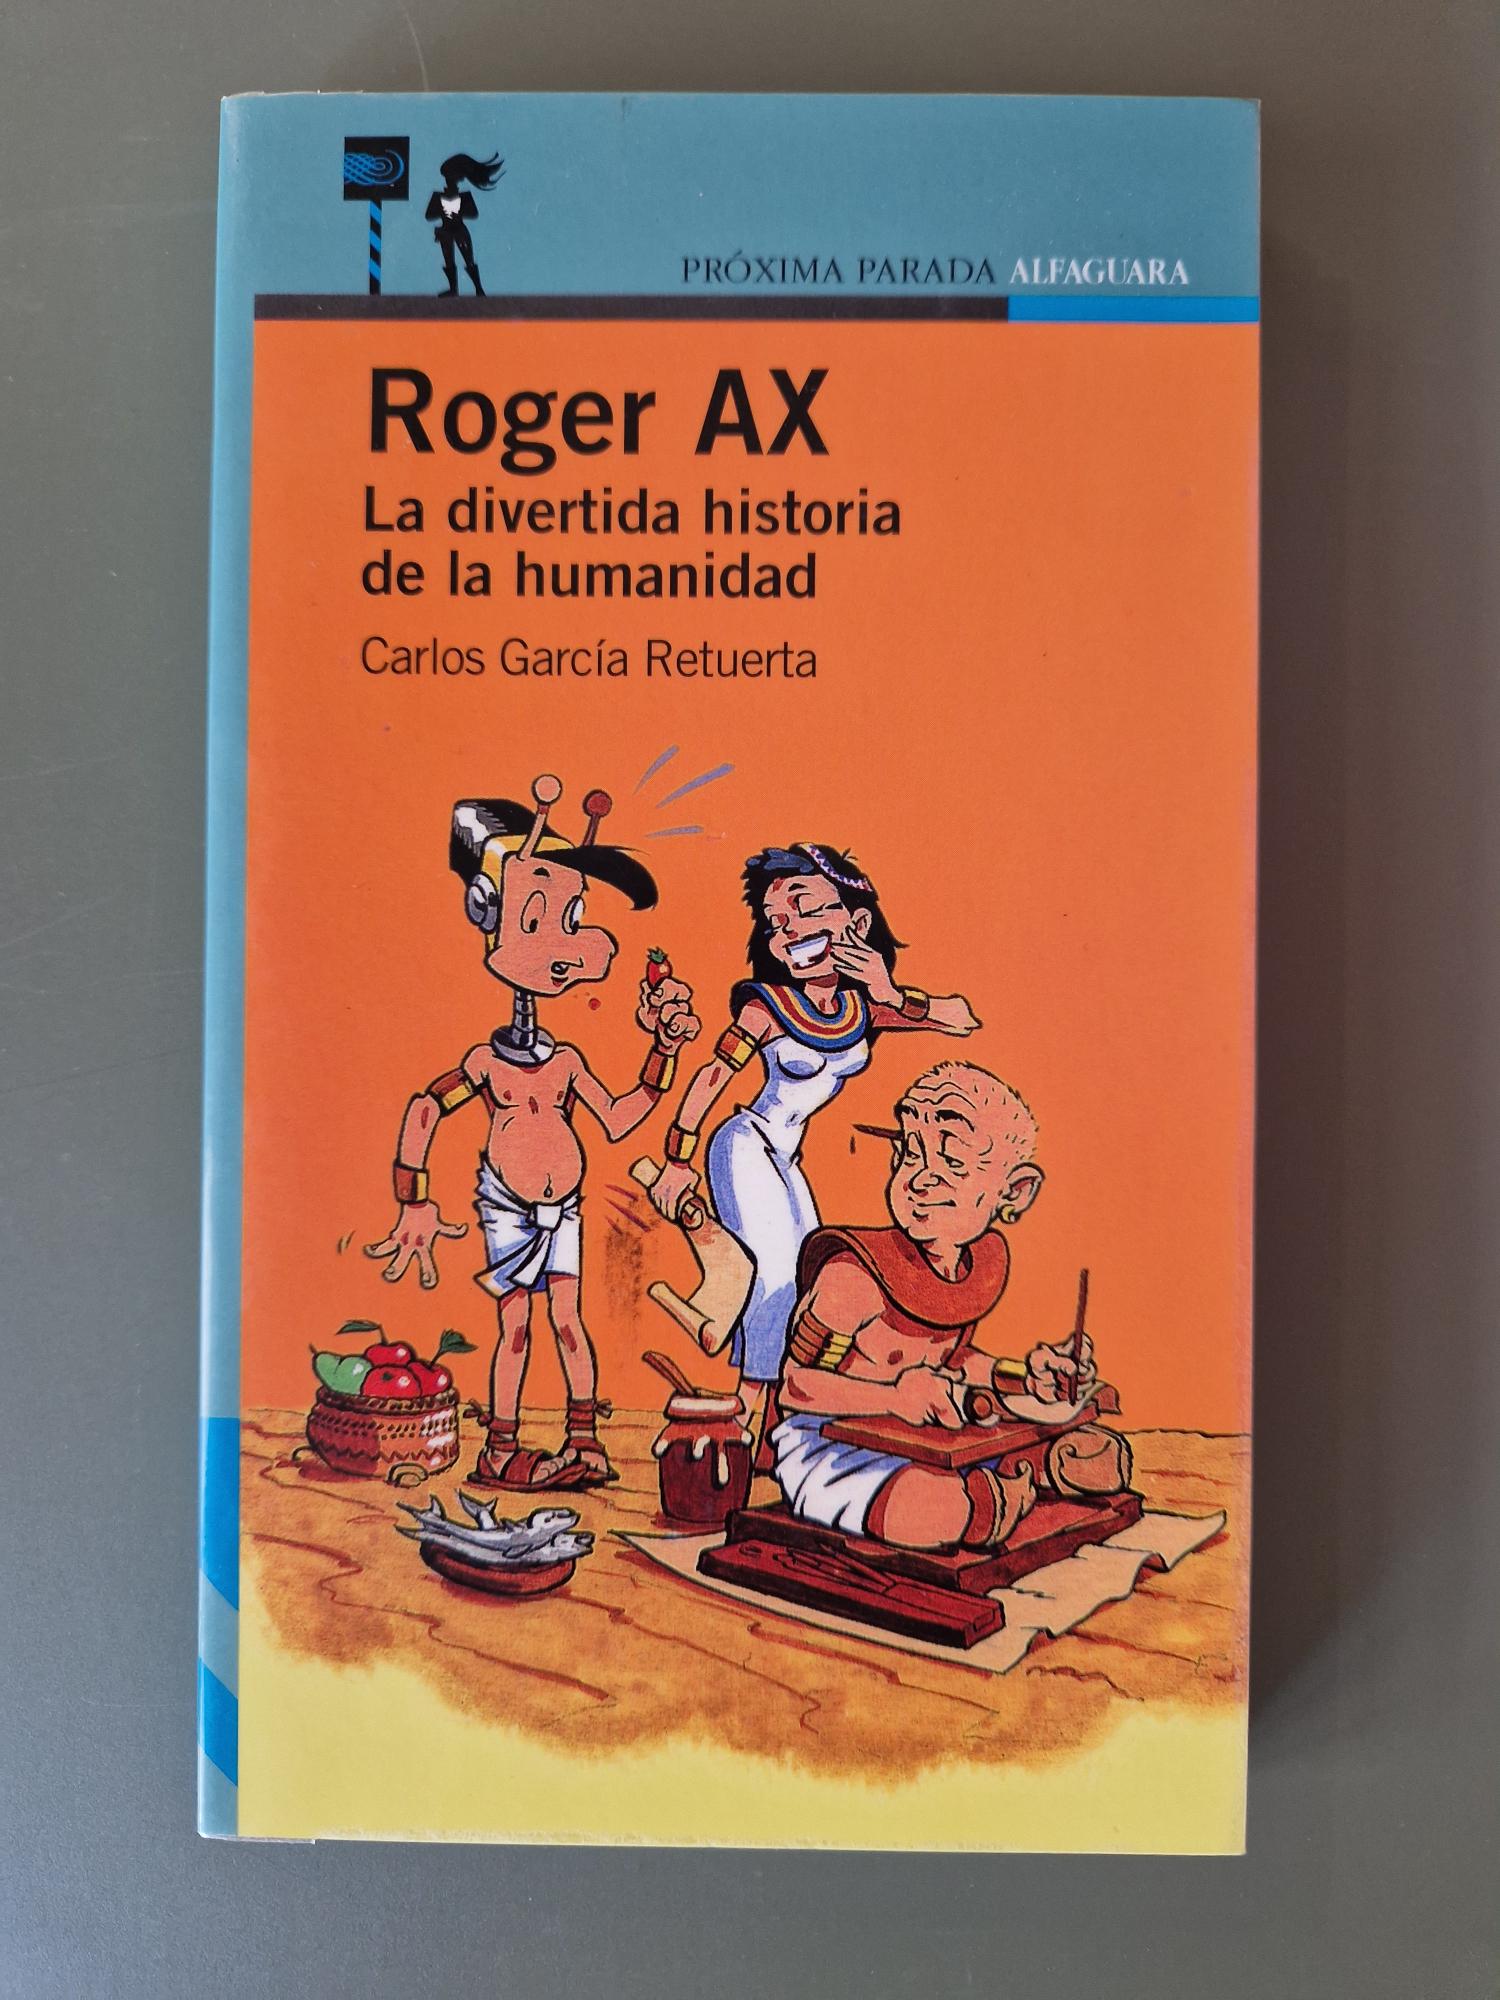 PRÓXIMA PARADA ALFAGUARA
Roger AX
La divertida historia
de la humanidad
Carlos García Retuerta